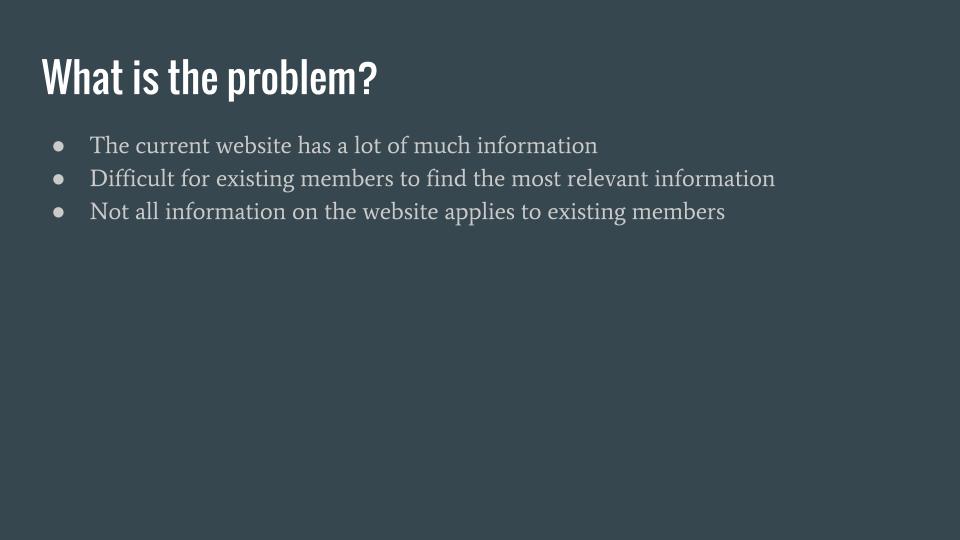 What is the problem?
● The current website has a lot of much information
● Difficult for existing members to find the most relevant information
● Not all information on the website applies to existing members